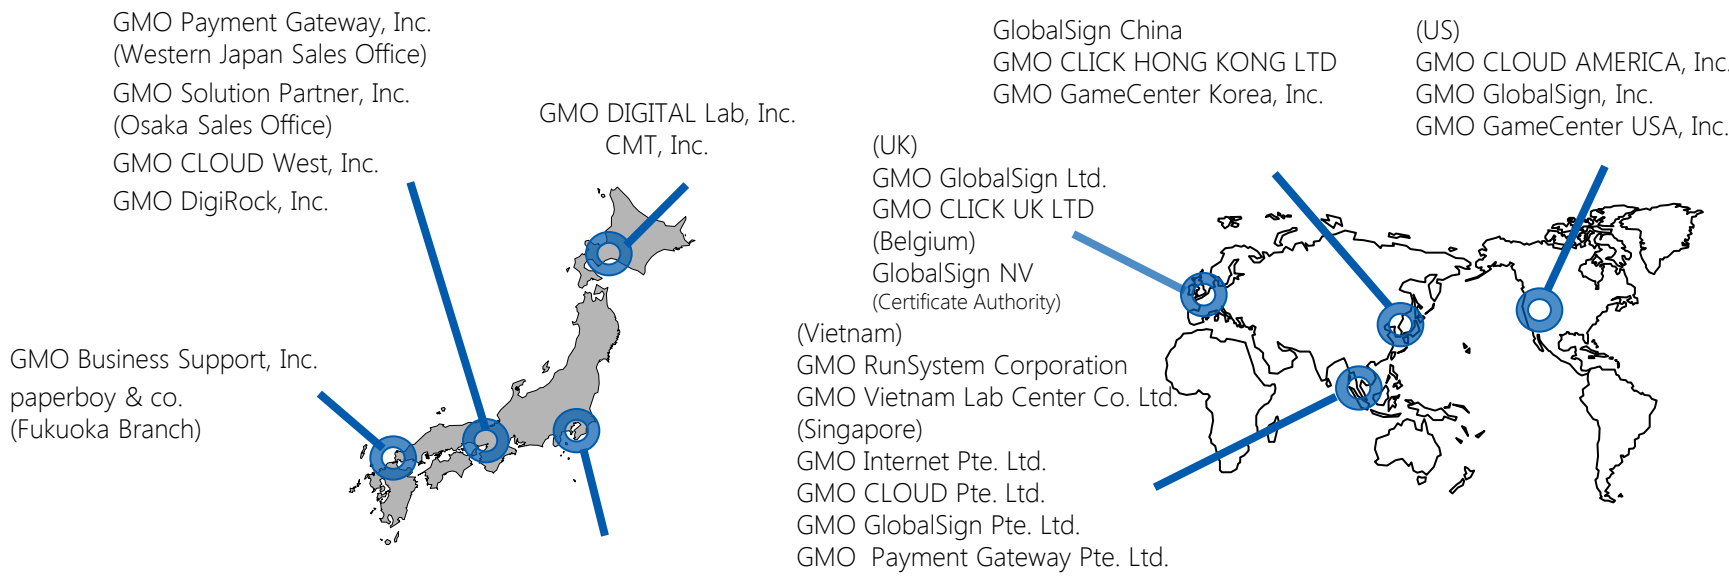 GMO Payment Gateway, Inc.
(Western Japan Sales Office)
GMO Solution Partner, Inc.
(Osaka Sales Office)
GMO CLOUD West, Inc.
GMO DigiRock, Inc.
GMO DIGITAL Lab, Inc.
CMT, Inc.
GMO Business Support, Inc.
paperboy & co.
(Fukuoka Branch)
GlobalSign China
GMO CLICK HONG KONG LTD
GMO GameCenter Korea, Inc.
(US)
GMO CLOUD AMERICA, Inc.
GMO GlobalSign, Inc.
GMO GameCenter USA, Inc.
(UK)
GMO GlobalSign Ltd.
GMO CLICK UK LTD
(Belgium)
GlobalSign NV
(Certificate Authority)
(Vietnam)
GMO RunSystem Corporation
GMO Vietnam Lab Center Co. Ltd.
(Singapore)
GMO Internet Pte. Ltd.
GMO CLOUD Pte. Ltd.
GMO GlobalSign Pte. Ltd.
GMO  Payment Gateway Pte. Ltd.